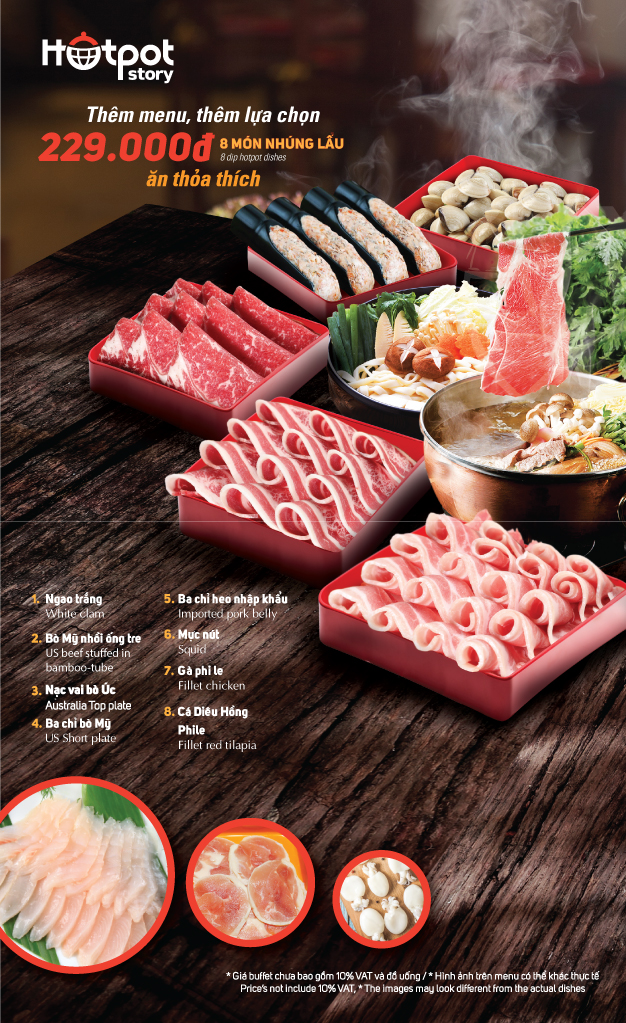 Hotpot
story
Thêm menu, thêm lựa chọn
229.000đ
8 MÓN NHÚNG LẨU
8 dip hotpot dishes
ăn thỏa thích
1. Ngao trắng
White clam
2. Bò Mỹ nhồi ống tre
US beef stuffed in
bamboo-tube
3. Nạc vai bò Úc
Australia Top plate
4. Ba chỉ bò Mỹ
US Short plate
5. Ba chỉ heo nhập khẩu
Imported pork belly
6. Mực nút
Squid
7. Gà phi le
Fillet chicken
8. Cá Diêu Hồng
Phile
Fillet red tilapia
* Giá buffet chưa bao gồm 10% VAT và đồ uống / * Hình ảnh trên menu có thể khác thực tế
Price's not include 10% VAT, * The images may look different from the actual dishes